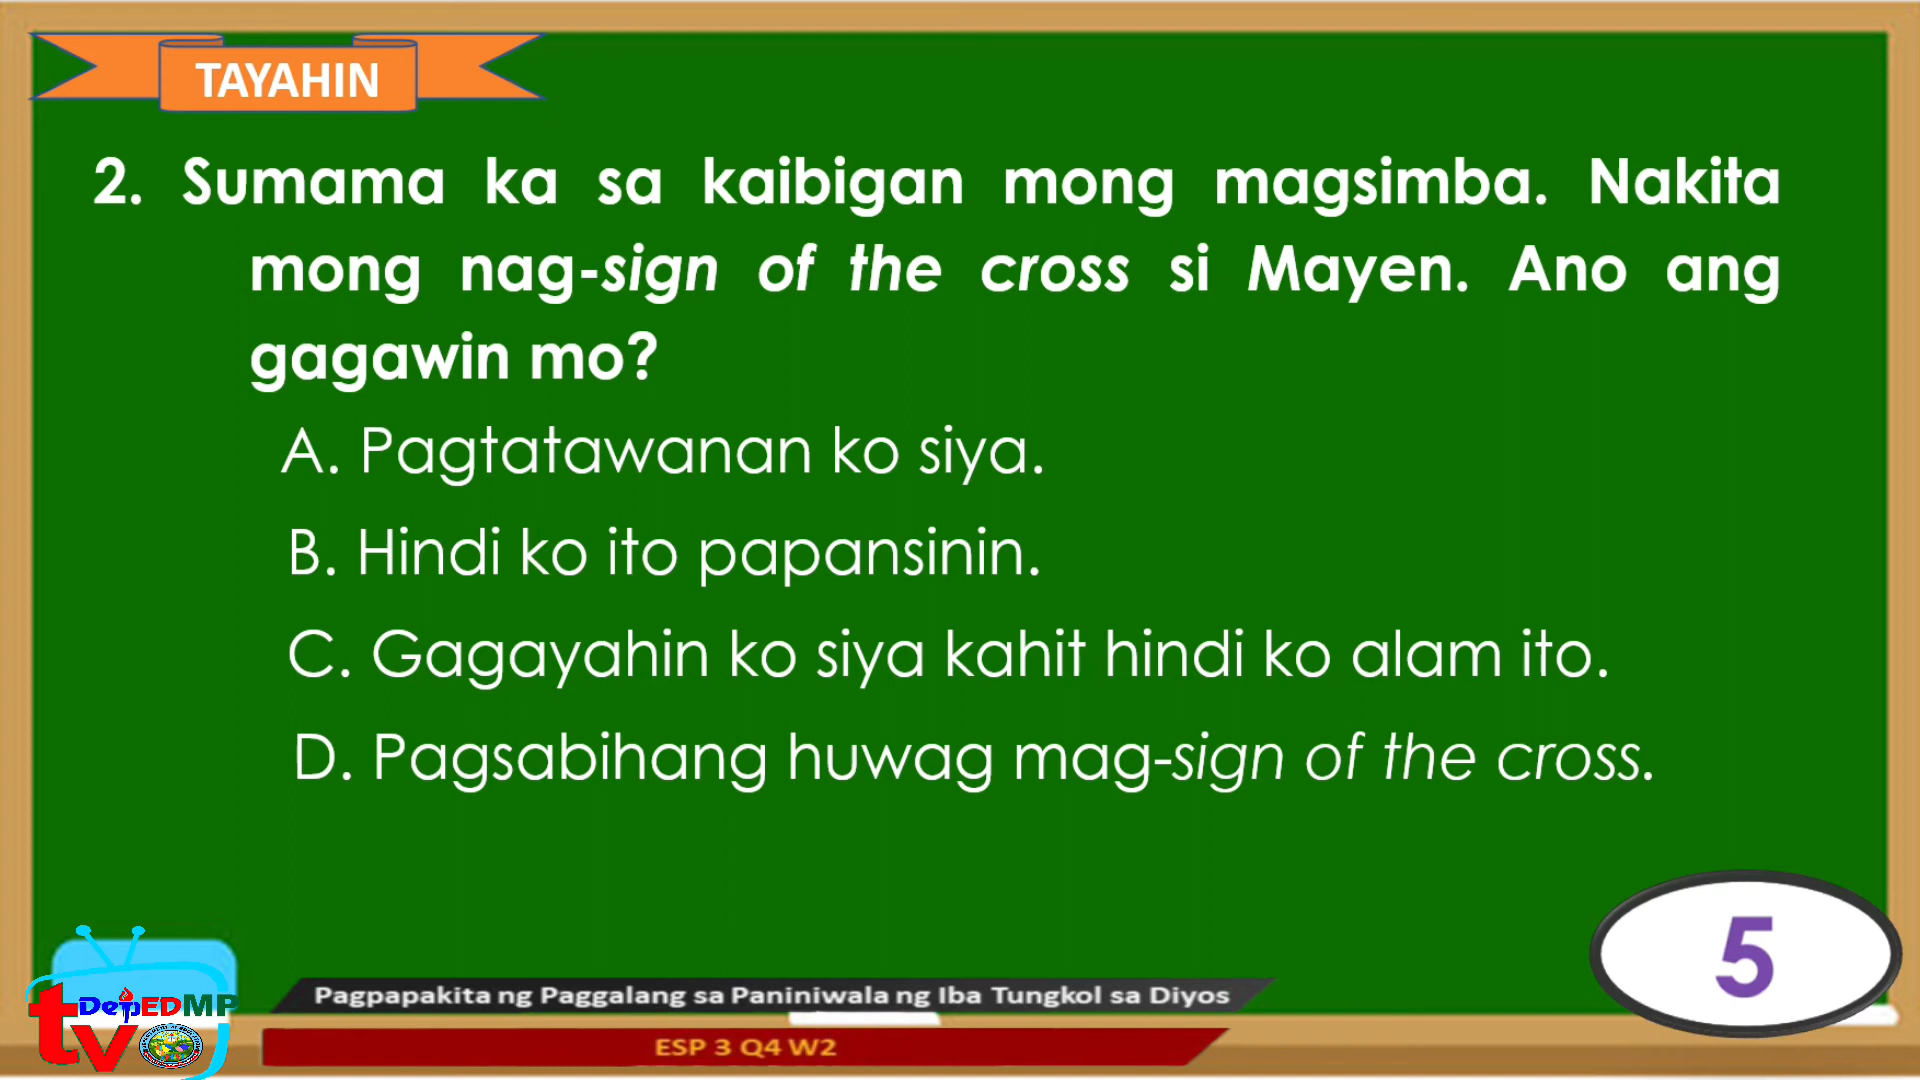 TAYAHIN
2. Sumama ka sa kaibigan mong magsimba. Nakita
mong nag-sign of the cross si Mayen. Ano ang
gagawin mo?
A. Pagtatawanan ko siya.
B. Hindi ko ito papansinin.
C. Gagayahin ko siya kahit hindi ko alam ito.
D. Pagsabihang huwag mag-sign of the cross.
5
Pagpapakita ng Paggalang sa Paniniwala ng Iba Tungkol sa Diyos
ESP 3 Q4 W2
DepEDMP
tv